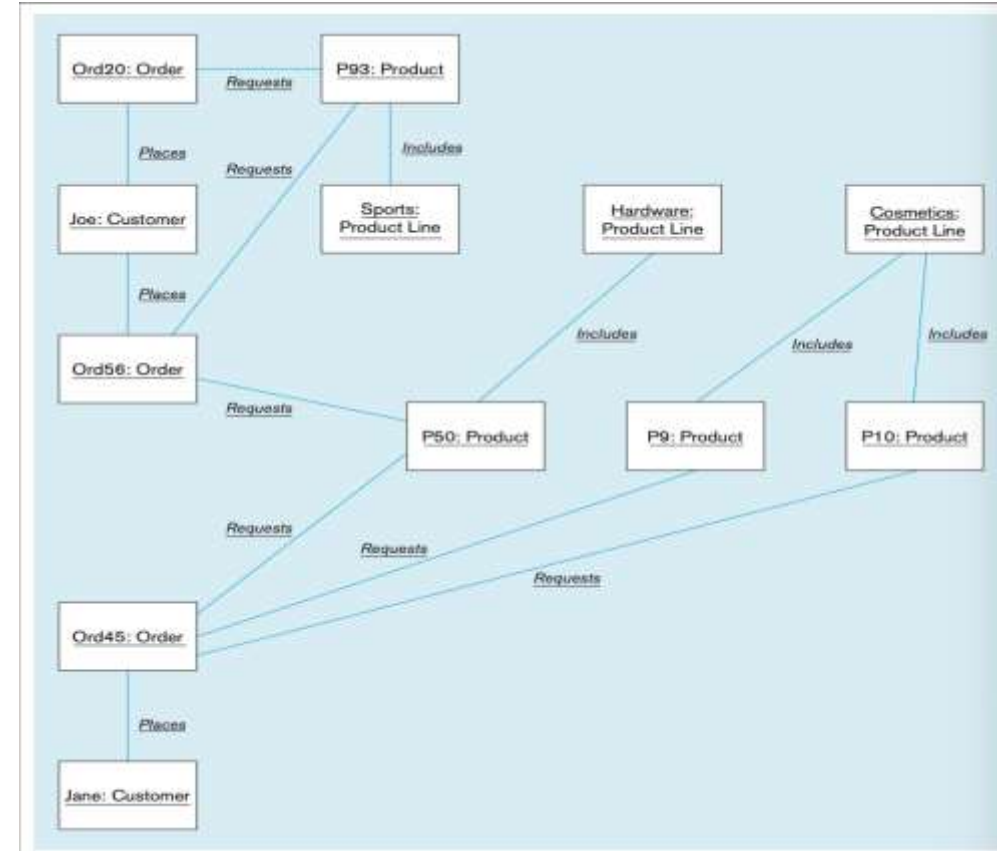 Ord20: Order
Requests
P93: Product
Places
Requests
Includes
Joe: Customer
Sports:
Product Line
Hardware:
Product Line
Cosmetics:
Product Line
Places
Includes
Includes
Includes
Ord56: Order
Requests
P50: Product
P9: Product
P10: Product
Requests
Requests
Requests
Ord45: Order
Places
Jane: Customer